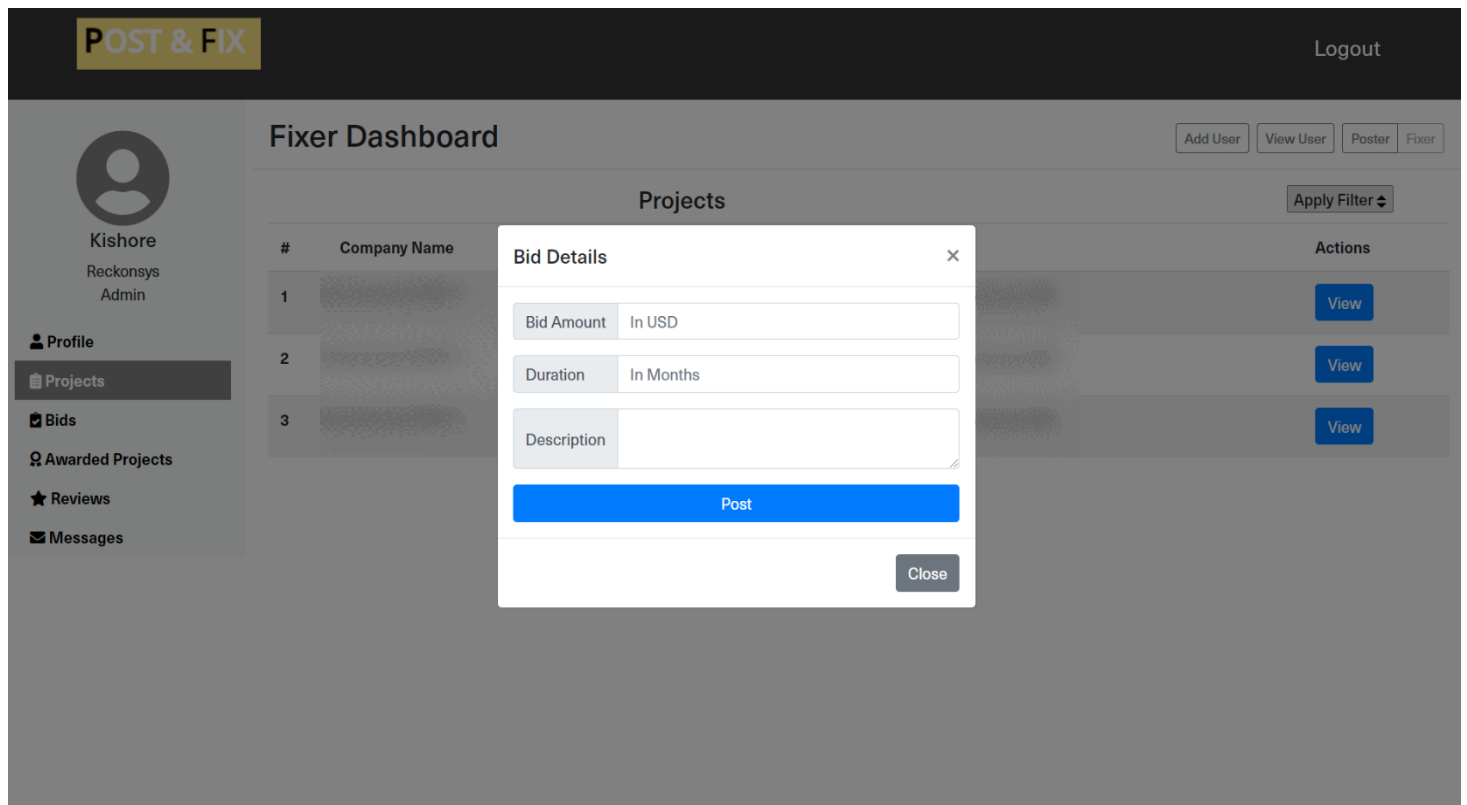 POST & FIX
Logout
Fixer Dashboard
Add User
View User
Poster
Fixer
Projects
Apply Filter
Kishore
Reckonsys
Admin
Profile
Projects
Bids
Awarded Projects
Reviews
Messages
# Company Name Actions
1 View
2 View
3 View
Bid Details ×
Bid Amount In USD
Duration In Months
Description
Post
Close